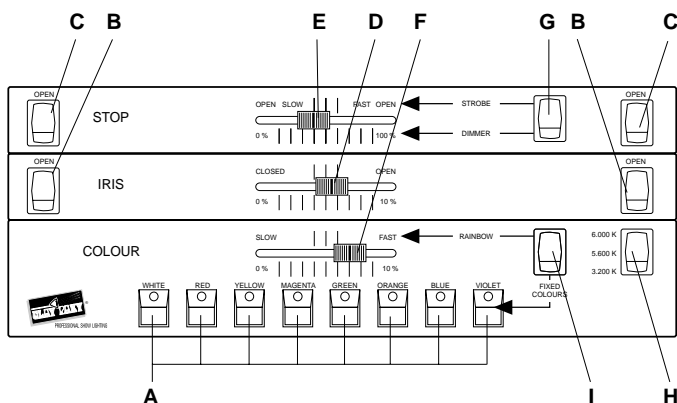 C B E D F G B C
OPEN OPEN SLOW FAST OPEN STROBE OPEN
STOP
0 % 100 % DIMMER
OPEN CLOSED OPEN OPEN
IRIS
0 % 10 %
SLOW FAST RAINBOW 6.000 K
COLOUR
5.600 K
0 % 10 % 3.200 K
WHITE RED YELLOW MAGENTA GREEN ORANGE BLUE VIOLET FIXED
COLOURS
PROFESSIONAL SHOW LIGHTING
A I H